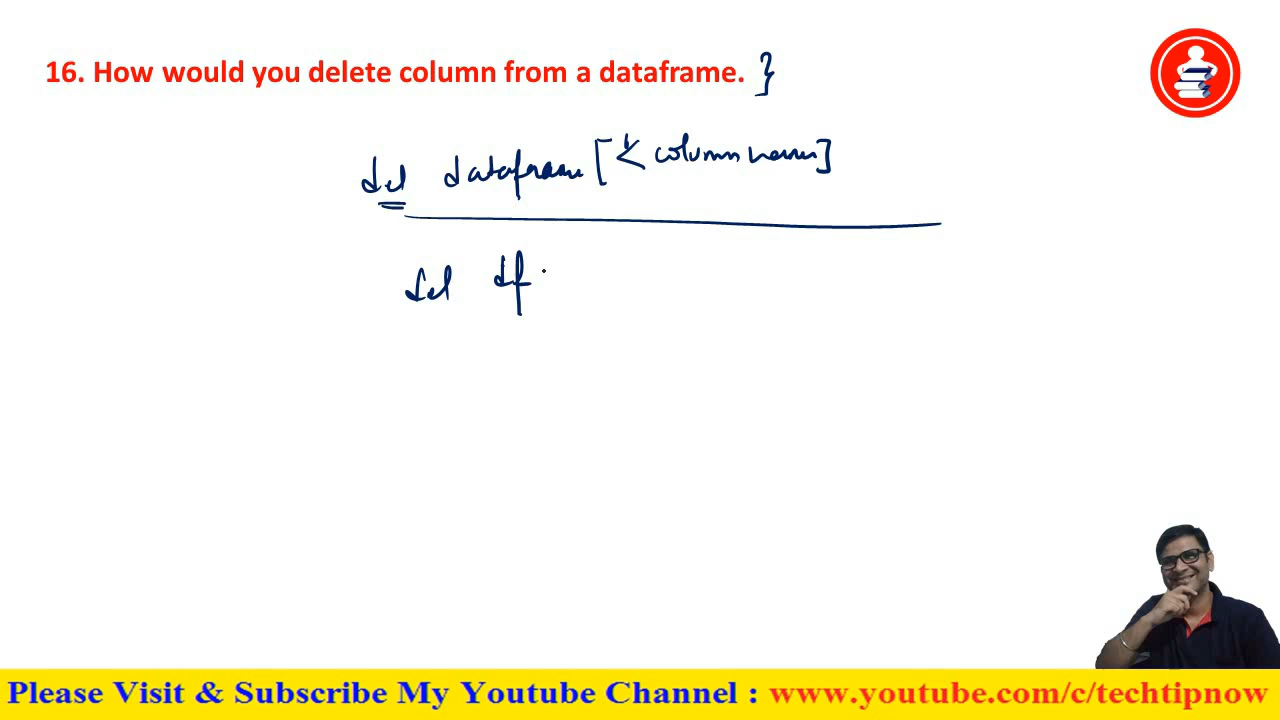 16. How would you delete column from a dataframe. }
del dataframe [ < column name ]
del df
Please Visit & Subscribe My Youtube Channel : www.youtube.com/c/techtipnow